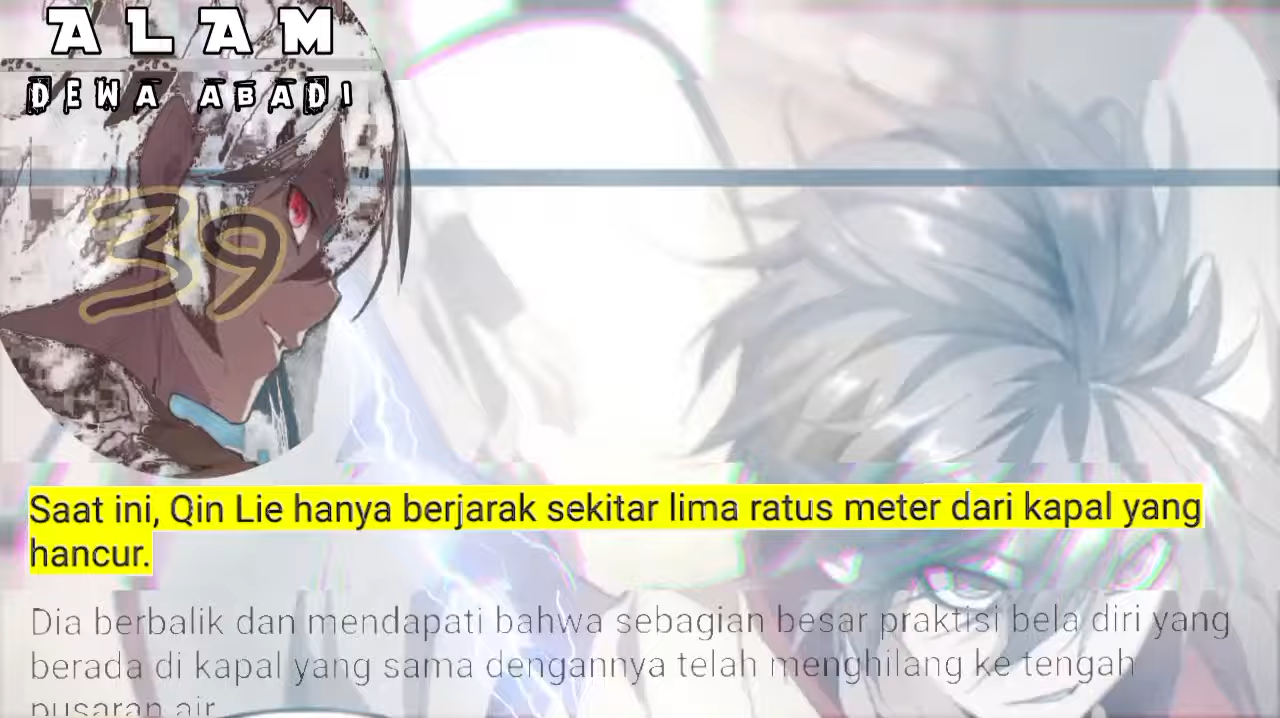 ALAM
DEWA ABADI
39
Saat ini, Qin Lie hanya berjarak sekitar lima ratus meter dari kapal yang
hancur.
Dia berbalik dan mendapati bahwa sebagian besar praktisi bela diri yang
berada di kapal yang sama dengannya telah menghilang ke tengah
pusaran air